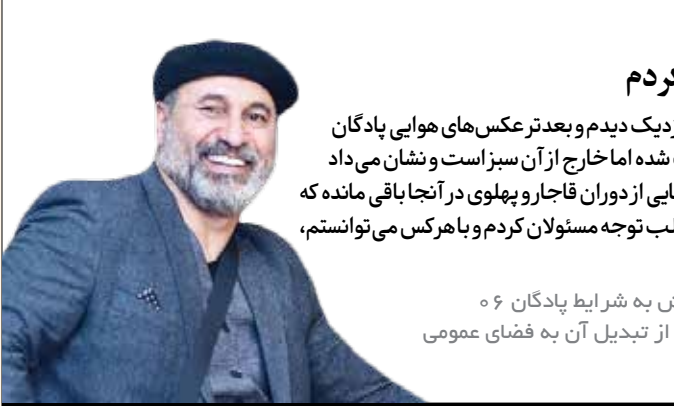 کردم
زدیک دیدم و بعدتر عکس‌های هوایی پادگان
شده اما خارج از آن سبز است و نشان می‌داد
ایی از دوران قاجار و پهلوی در آنجا باقی مانده که
لب توجه مسئولان کردم و با هرکس می‌توانستم،
ش به شرایط پادگان ۰۶
از تبدیل آن به فضای عمومی